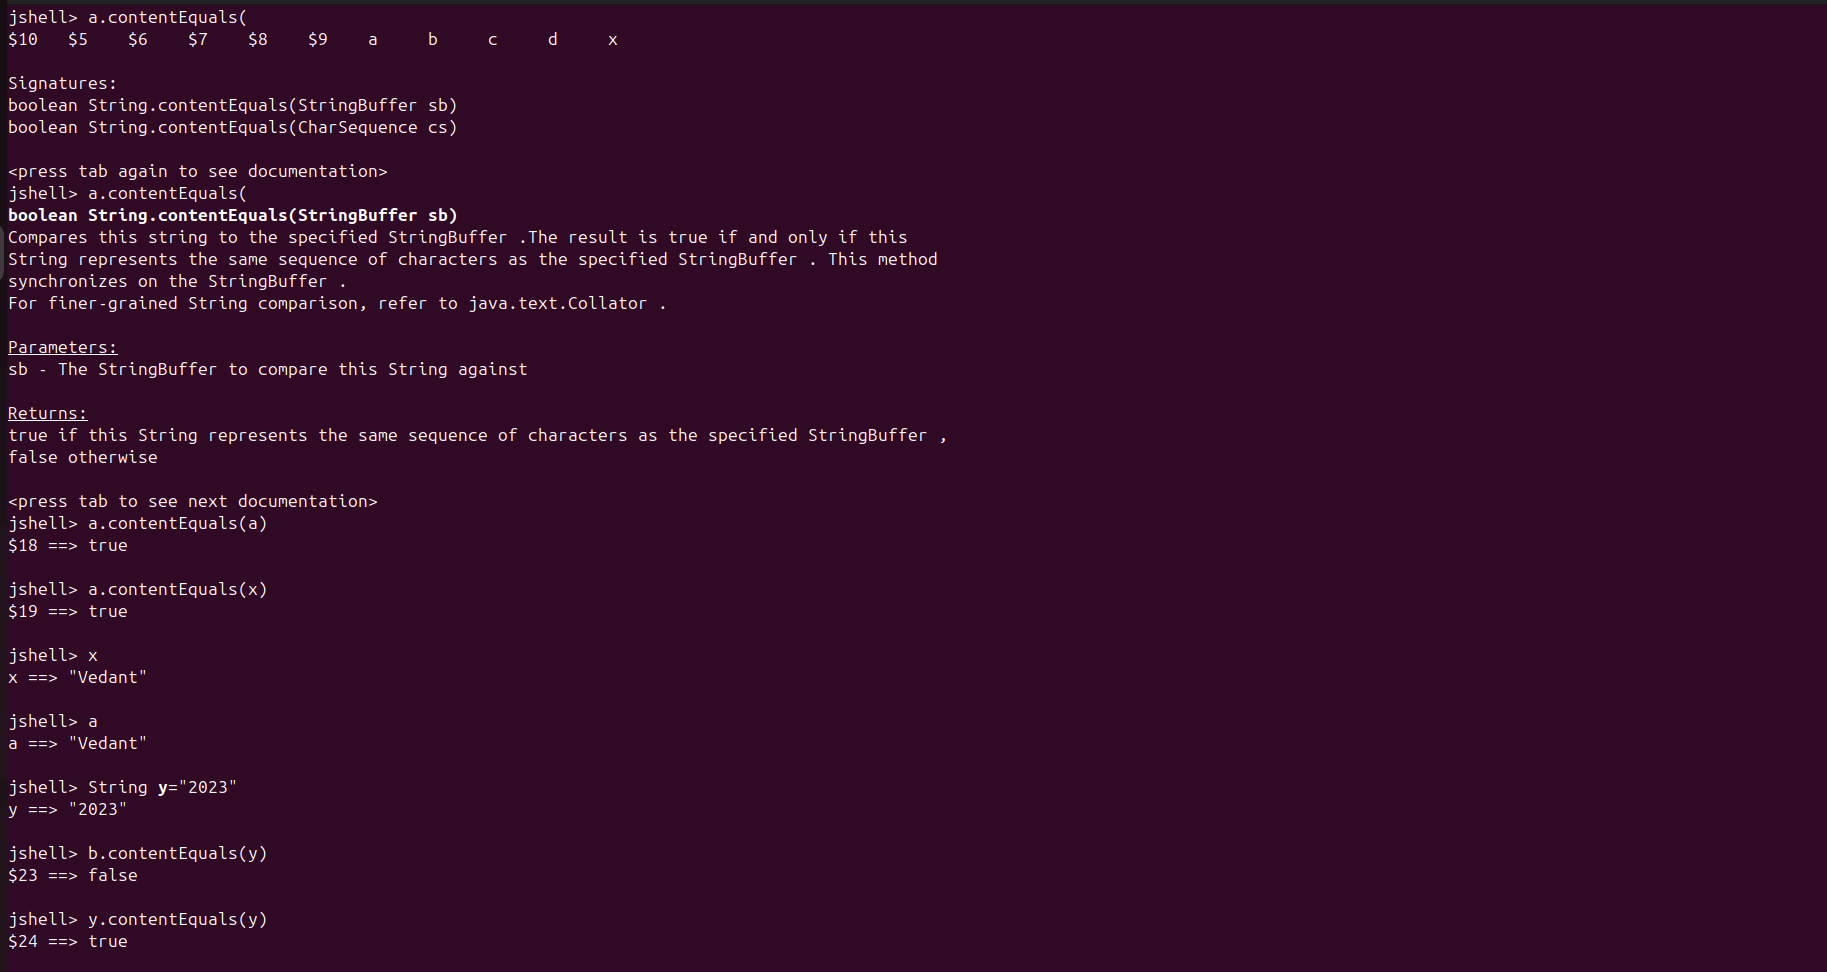 jshell> a.contentEquals(
$10   $5    $6    $7    $8    $9    a     b     c     d     x
Signatures:
boolean String.contentEquals(StringBuffer sb)
boolean String.contentEquals(CharSequence cs)
<press tab again to see documentation>
jshell> a.contentEquals(
boolean String.contentEquals(StringBuffer sb)
Compares this string to the specified StringBuffer .The result is true if and only if this
String represents the same sequence of characters as the specified StringBuffer . This method
synchronizes on the StringBuffer .
For finer-grained String comparison, refer to java.text.Collator .
Parameters:
sb - The StringBuffer to compare this String against
Returns:
true if this String represents the same sequence of characters as the specified StringBuffer ,
false otherwise
<press tab to see next documentation>
jshell> a.contentEquals(a)
$18 ==> true
jshell> a.contentEquals(x)
$19 ==> true
jshell> x
x ==> "Vedant"
jshell> a
a ==> "Vedant"
jshell> String y="2023"
y ==> "2023"
jshell> b.contentEquals(y)
$23 ==> false
jshell> y.contentEquals(y)
$24 ==> true